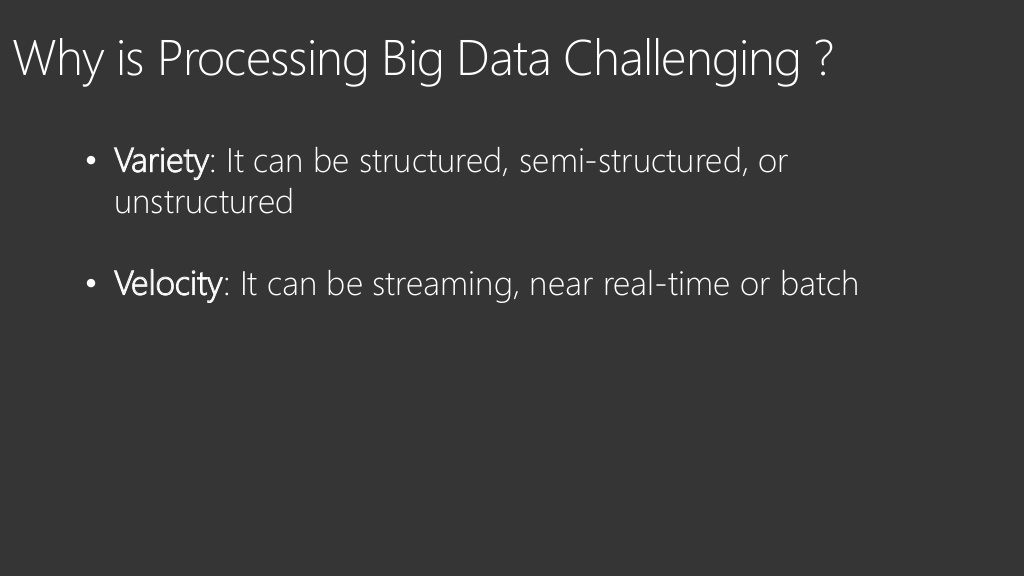 Why is Processing Big Data Challenging ?
• Variety: It can be structured, semi-structured, or
unstructured
• Velocity: It can be streaming, near real-time or batch